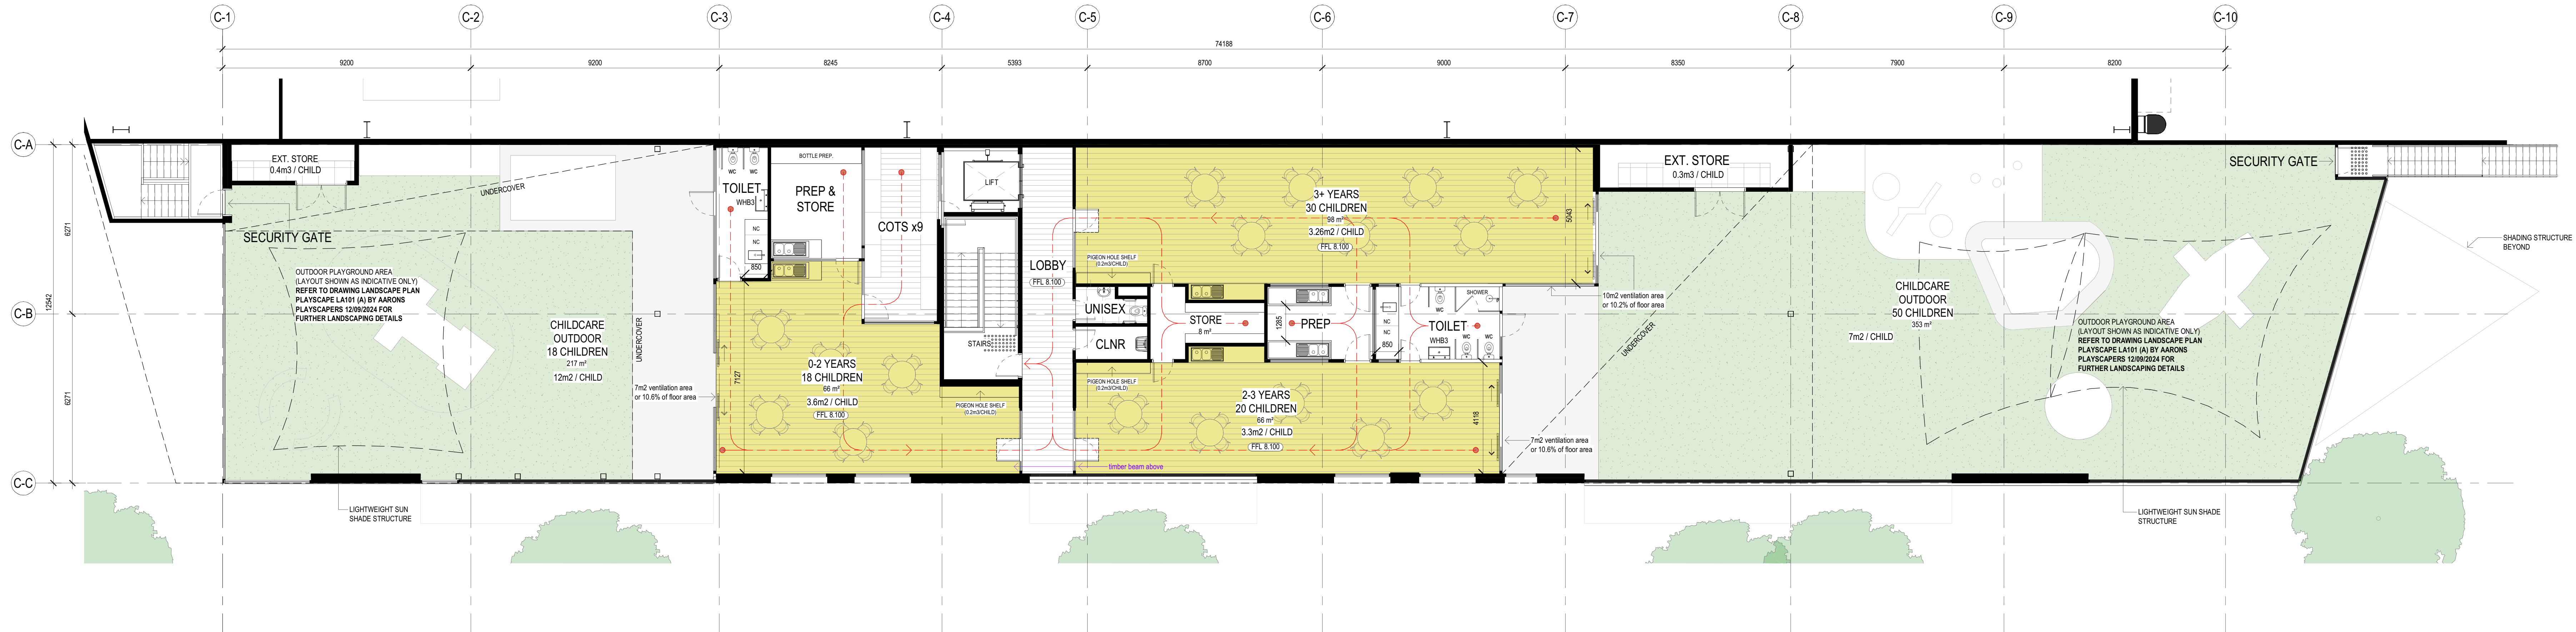 C-1
C-2
C-3
C-4
C-5
C-6
C-7
C-8
C-9
C-10
74188
9200
9200
8245
5393
8700
9000
8350
7900
8200
C-A
C-B
C-C
12542
6271
6271
EXT. STORE
0.4m3 / CHILD
UNDERCOVER
SECURITY GATE
OUTDOOR PLAYGROUND AREA
(LAYOUT SHOWN AS INDICATIVE ONLY)
REFER TO DRAWING LANDSCAPE PLAN
PLAYSCAPE LA101 (A) BY AARONS
PLAYSCAPERS 12/09/2024 FOR
FURTHER LANDSCAPING DETAILS
CHILDCARE
OUTDOOR
18 CHILDREN
217 m²
12m2 / CHILD
UNDERCOVER
7m2 ventilation area
or 10.6% of floor area
LIGHTWEIGHT SUN
SHADE STRUCTURE
WC
WC
TOILET
WHB3
NC
NC
850
BOTTLE PREP.
PREP &
STORE
COTS x9
LIFT
STAIRS
7127
0-2 YEARS
18 CHILDREN
66 m²
3.6m2 / CHILD
FFL 8.100
PIGEON HOLE SHELF
(0.2m3/CHILD)
LOBBY
FFL 8.100
timber beam above
3+ YEARS
30 CHILDREN
98 m²
3.26m2 / CHILD
FFL 8.100
5043
PIGEON HOLE SHELF
(0.2m3/CHILD)
UNISEX
CLNR
PIGEON HOLE SHELF
(0.2m3/CHILD)
STORE
8 m²
1285
PREP
NC
NC
850
WC
SHOWER
TOILET
WHB3
WC
WC
2-3 YEARS
20 CHILDREN
66 m²
3.3m2 / CHILD
FFL 8.100
4118
10m2 ventilation area
or 10.2% of floor area
7m2 ventilation area
or 10.6% of floor area
EXT. STORE
0.3m3 / CHILD
UNDERCOVER
7m2 / CHILD
CHILDCARE
OUTDOOR
50 CHILDREN
353 m²
OUTDOOR PLAYGROUND AREA
(LAYOUT SHOWN AS INDICATIVE ONLY)
REFER TO DRAWING LANDSCAPE PLAN
PLAYSCAPE LA101 (A) BY AARONS
PLAYSCAPERS 12/09/2024 FOR
FURTHER LANDSCAPING DETAILS
SECURITY GATE
SHADING STRUCTURE
BEYOND
LIGHTWEIGHT SUN SHADE
STRUCTURE